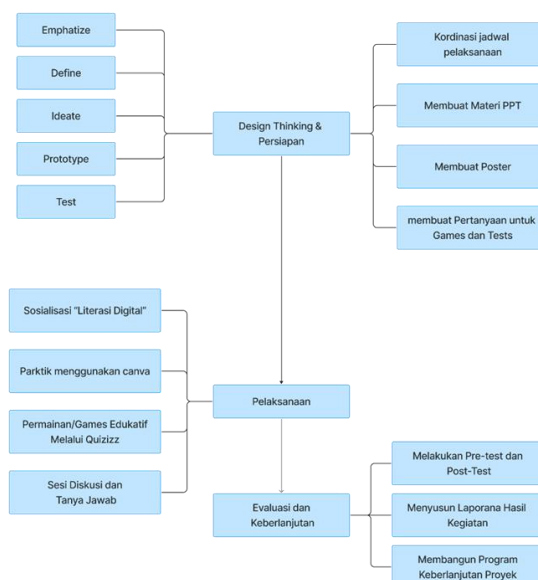 Emphatize
Define
Ideate
Prototype
Test
Design Thinking &
Persiapan
Kordinasi jadwal
pelaksanaan
Membuat Materi PPT
Membuat Poster
membuat Pertanyaan untuk
Games dan Tests
Sosialisasi "Literasi Digital"
Parktik menggunakan canva
Permainan/Games Edukatif
Melalui Quizizz
Sesi Diskusi dan
Tanya Jawab
Pelaksanaan
Evaluasi dan
Keberlanjutan
Melakukan Pre-test dan
Post-Test
Menyusun Laporana Hasil
Kegiatan
Membangun Program
Keberlanjutan Proyek